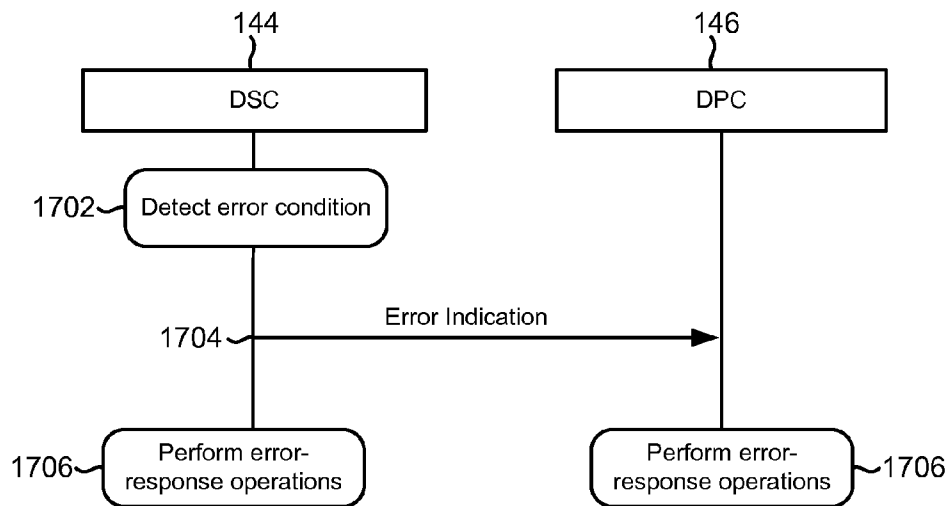 144
146
DSC
DPC
1702
Detect error condition
Error Indication
1704
Perform error-
response operations
1706
Perform error-
response operations
1706